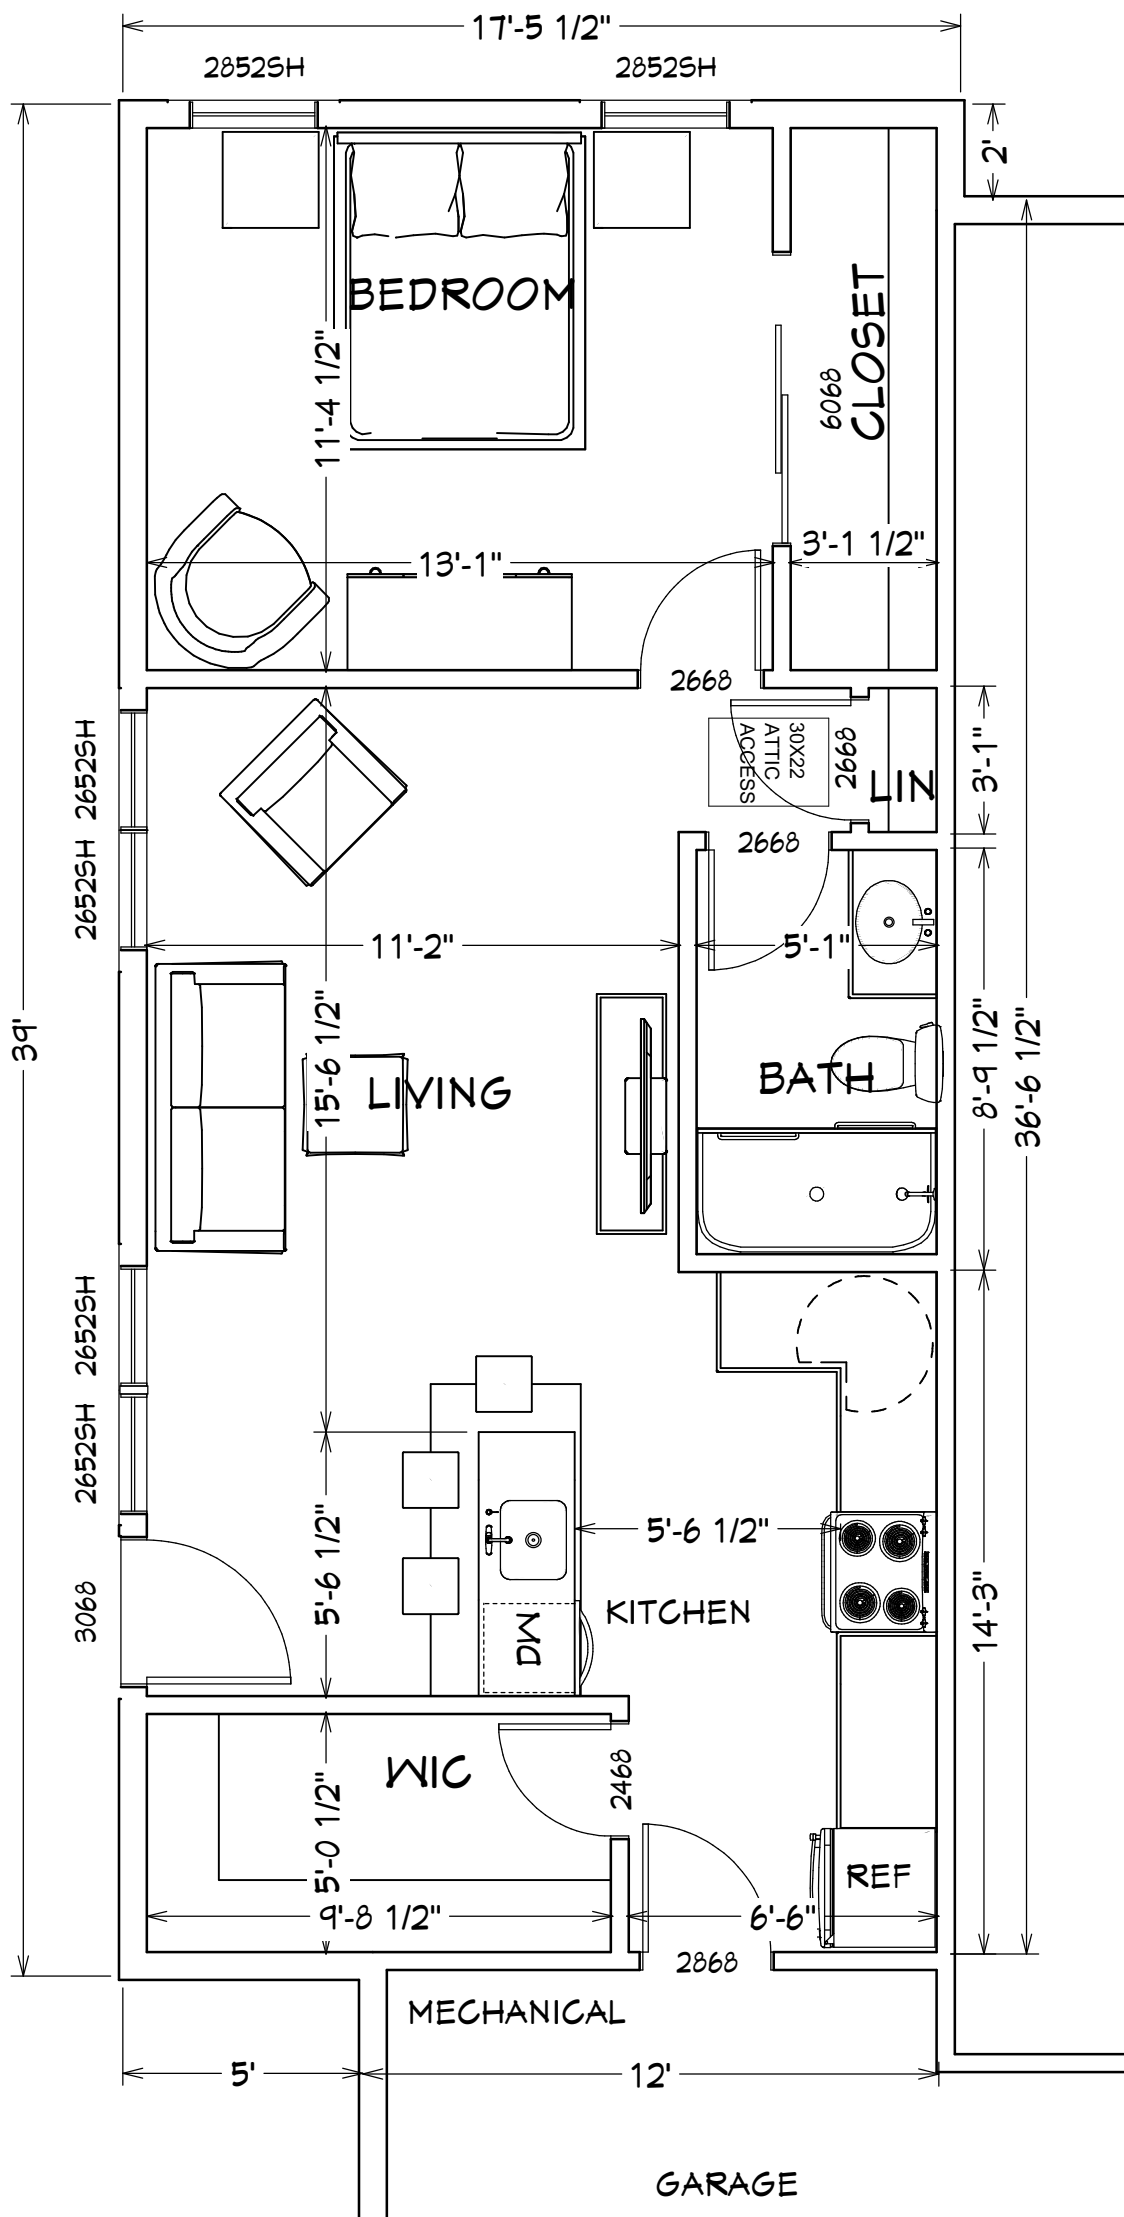 17'-5 1/2"
2852SH
2852SH
2'
BEDROOM
CLOSET
6068
11'-4 1/2"
13'-1"
3'-1 1/2"
2668
2652SH
2652SH
30X22
ATTIC
ACCESS
2668
LIN
3'-1"
2668
11'-2"
5'-1"
39'
15'-6 1/2"
LIVING
BATH
8'-9 1/2"
36'-6 1/2"
2652SH
2652SH
5'-6 1/2"
5'-6 1/2"
3068
KITCHEN
DW
14'-3"
WIC
2468
5'-0 1/2"
REF
9'-8 1/2"
6'-6"
2868
MECHANICAL
5'
12'
GARAGE